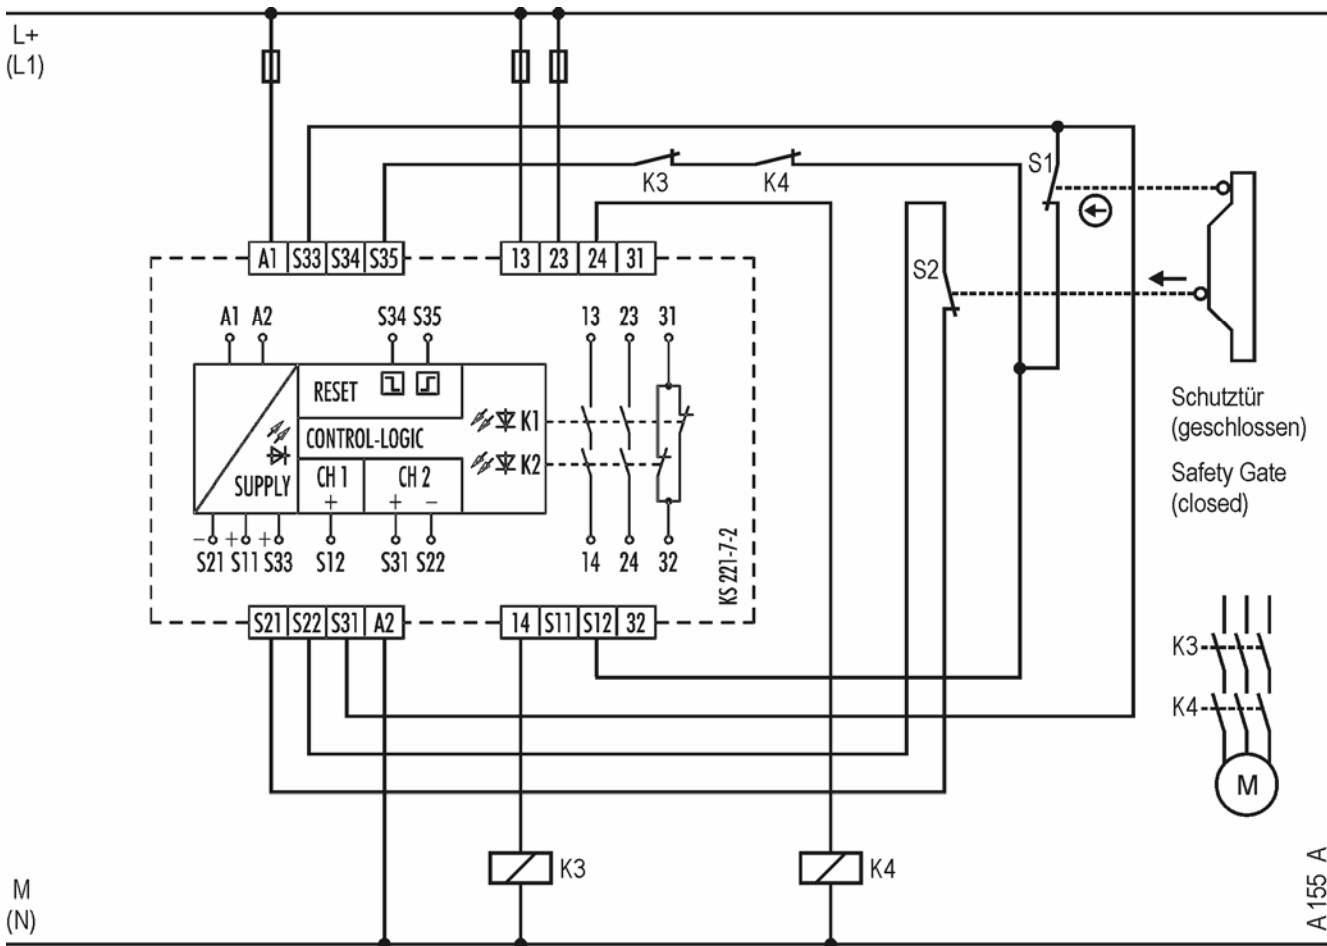 L+
(L1)
K3
K4
S1
S2
A1 S33 S34 S35
13 23 24 31
A1 A2
S34 S35
13 23 31
RESET
K1
CONTROL-LOGIC
K2
SUPPLY
CH 1
CH 2
+
+ −
− + +
S21 S11 S33
S12
S31 S22
14 24 32
KS 221-7-2
S21 S22 S31 A2
14 S11 S12 32
Schutztür
(geschlossen)
Safety Gate
(closed)
K3
K4
M
K3
K4
M
(N)
A 155 A